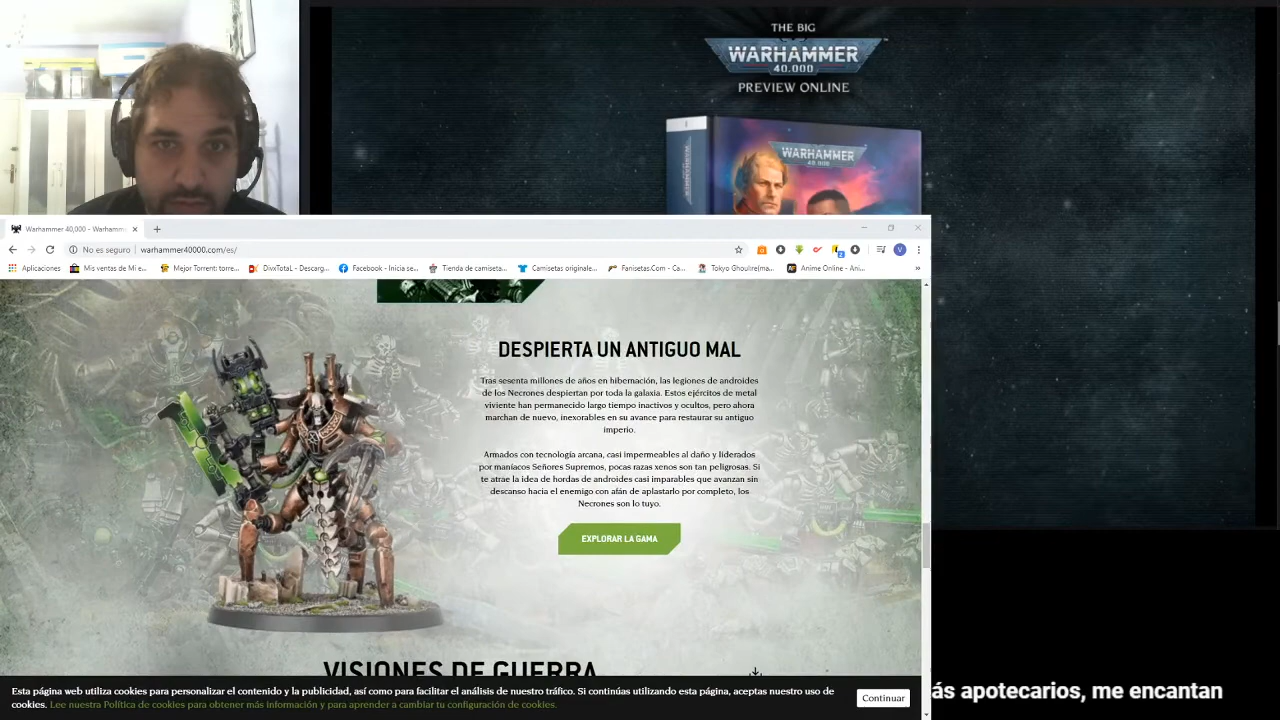 THE BIG
WARHAMMER
40.000
PREVIEW ONLINE
WARHAMMER
40.000
Warhammer 40,000 - Warhamm
No es seguro
warhammer40000.com/es/
V
Aplicaciones
Mis ventas de Mi e...
Mejor Torrent: torre...
DivxTotaL - Descarg...
Facebook - Inicia se...
Tienda de camiseta...
Camisetas originale...
Fanisetas.Com - Ca...
Tokyo Ghoul:re(ma...
Anime Online - Ani...
»
DESPIERTA UN ANTIGUO MAL
Tras sesenta millones de años en hibernación, las legiones de androides
de los Necrones despiertan por toda la galaxia. Estos ejércitos de metal
viviente han permanecido largo tiempo inactivos y ocultos, pero ahora
marchan de nuevo, inexorables en su avance para restaurar su antiguo
imperio.
Armados con tecnología arcana, casi impermeables al daño y liderados
por maníacos Señores Supremos, pocas razas xenos son tan peligrosas. Si
te atrae la idea de hordas de androides casi imparables que avanzan sin
descanso hacia el enemigo con afán de aplastarlo por completo, los
Necrones son lo tuyo.
EXPLORAR LA GAMA
VISIONES DE GUERRA
Esta página web utiliza cookies para personalizar el contenido y la publicidad, así como para facilitar el análisis de nuestro tráfico. Si continúas utilizando esta página, aceptas nuestro uso de
cookies. Lee nuestra Política de cookies para obtener más información y para aprender a cambiar tu configuración de cookies.
Continuar
ás apotecarios, me encantan